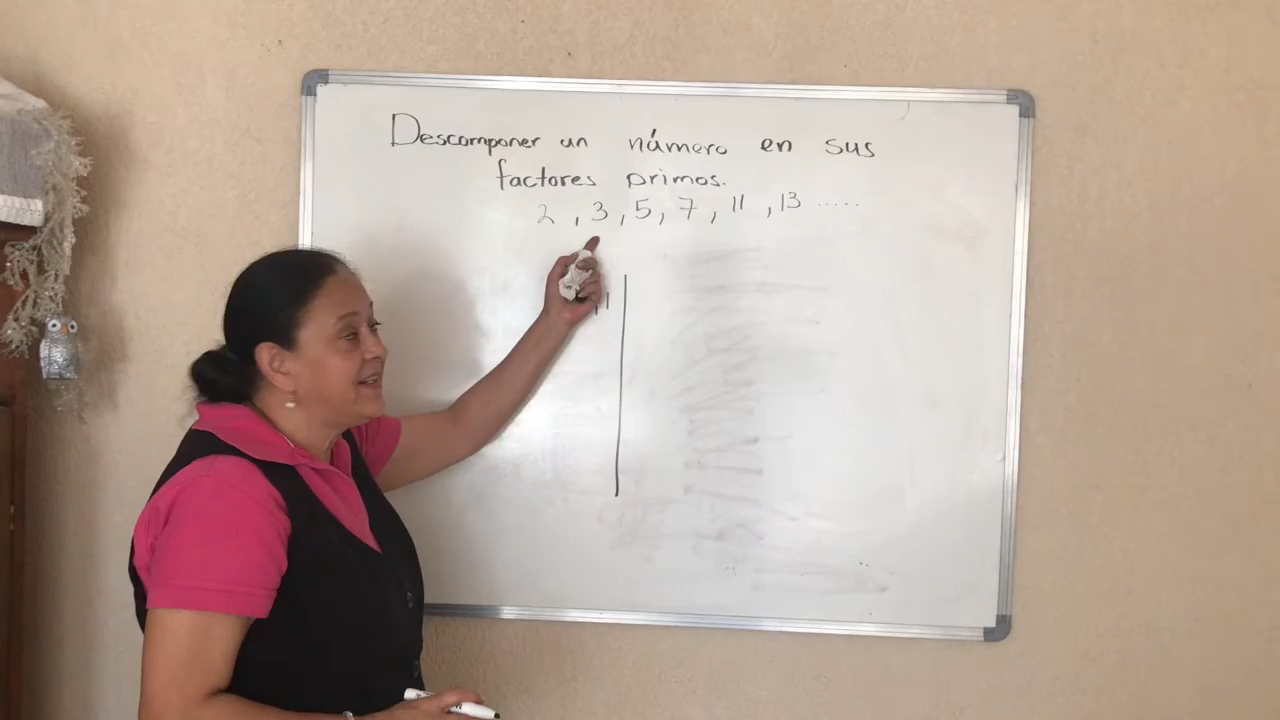 Descomponer un número en sus
factores primos.
2 , 3 , 5 , 7 , 11 , 13 .....